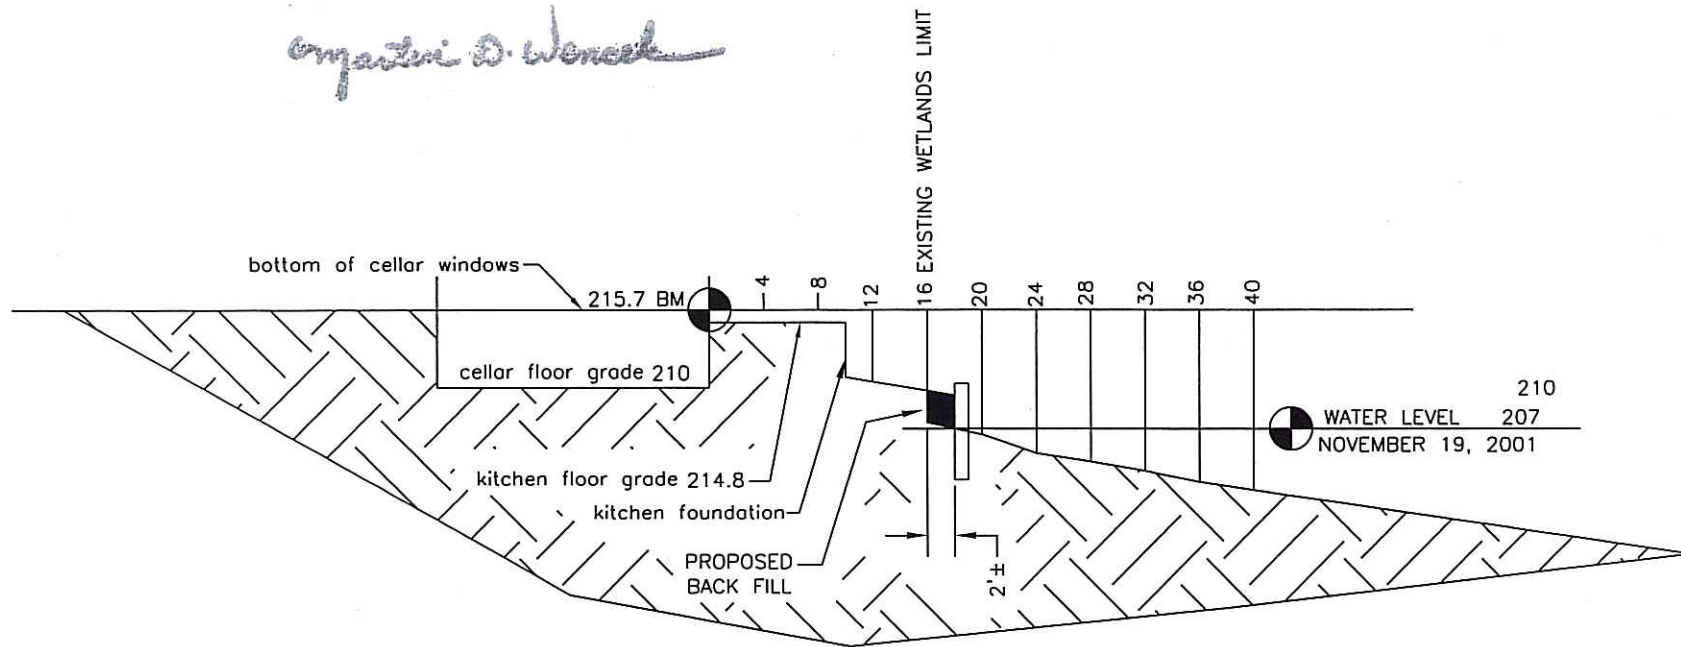 D. Wencek
EXISTING WETLANDS LIMIT
bottom of cellar windows
215.7 BM
4
8
12
16
20
24
28
32
36
40
cellar floor grade 210
210
WATER LEVEL 207
NOVEMBER 19, 2001
kitchen floor grade 214.8
kitchen foundation
PROPOSED
BACK FILL
2'±